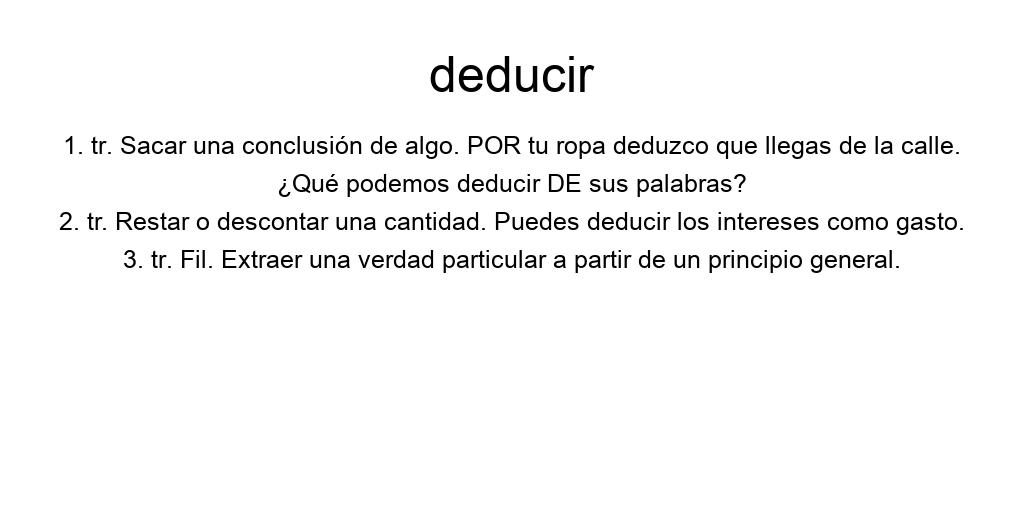 deducir
1. tr. Sacar una conclusión de algo. POR tu ropa deduzco que llegas de la calle.
¿Qué podemos deducir DE sus palabras?
2. tr. Restar o descontar una cantidad. Puedes deducir los intereses como gasto.
3. tr. Fil. Extraer una verdad particular a partir de un principio general.